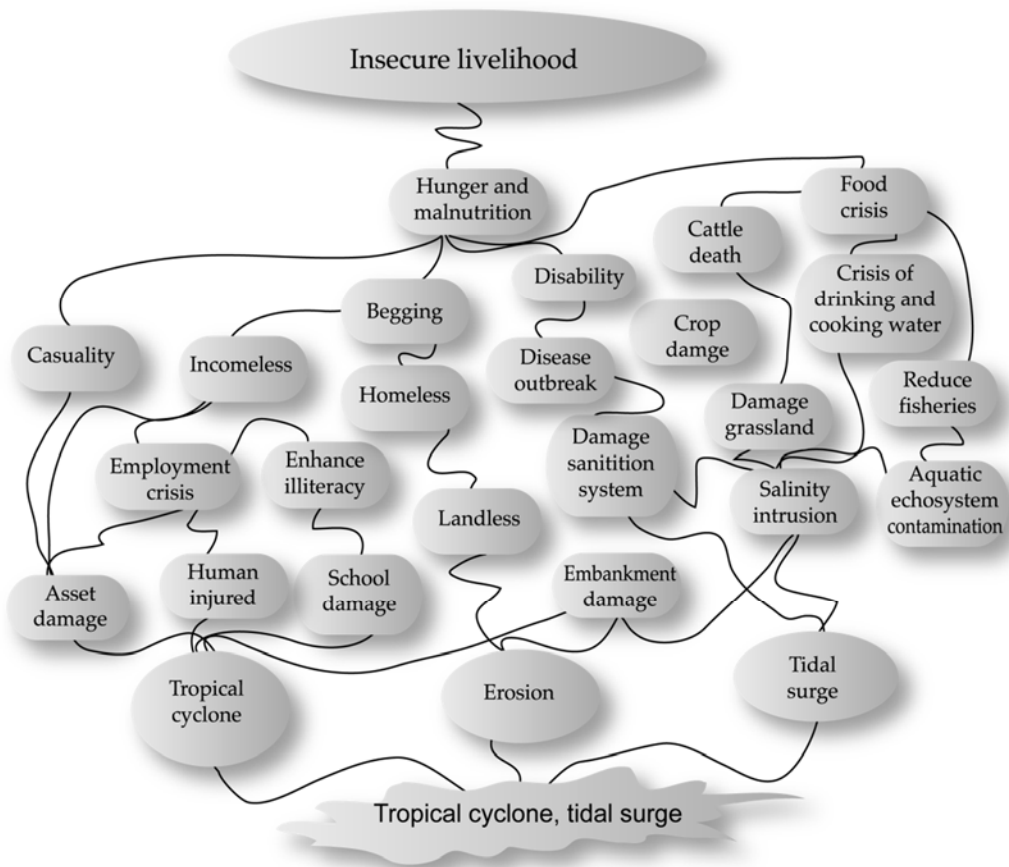 Insecure livelihood
Hunger and
malnutrition
Food
crisis
Cattle
death
Disability
Crisis of
drinking and
cooking water
Begging
Crop
damge
Casuality
Incomeless
Disease
outbreak
Homeless
Reduce
fisheries
Damage
grassland
Employment
crisis
Enhance
illiteracy
Damage
sanitition
system
Landless
Salinity
intrusion
Aquatic
echosystem
contamination
Asset
damage
Human
injured
School
damage
Embankment
damage
Tropical
cyclone
Erosion
Tidal
surge
Tropical cyclone, tidal surge